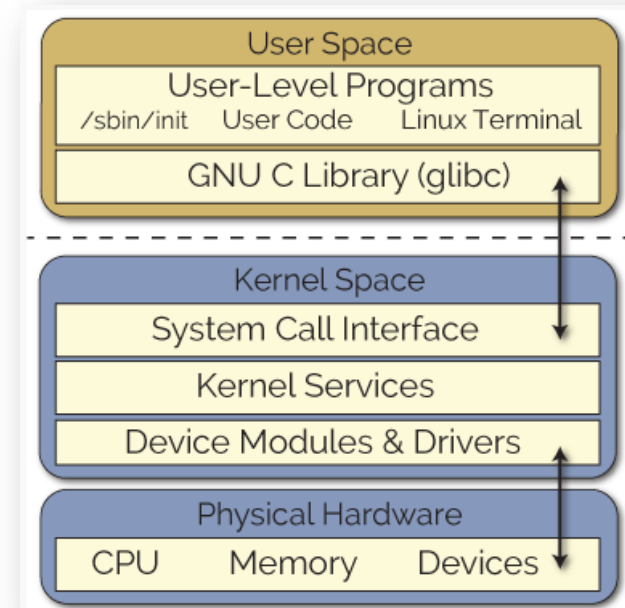 User Space
User-Level Programs
/sbin/init User Code Linux Terminal
GNU C Library (glibc)
Kernel Space
System Call Interface
Kernel Services
Device Modules & Drivers
Physical Hardware
CPU Memory Devices